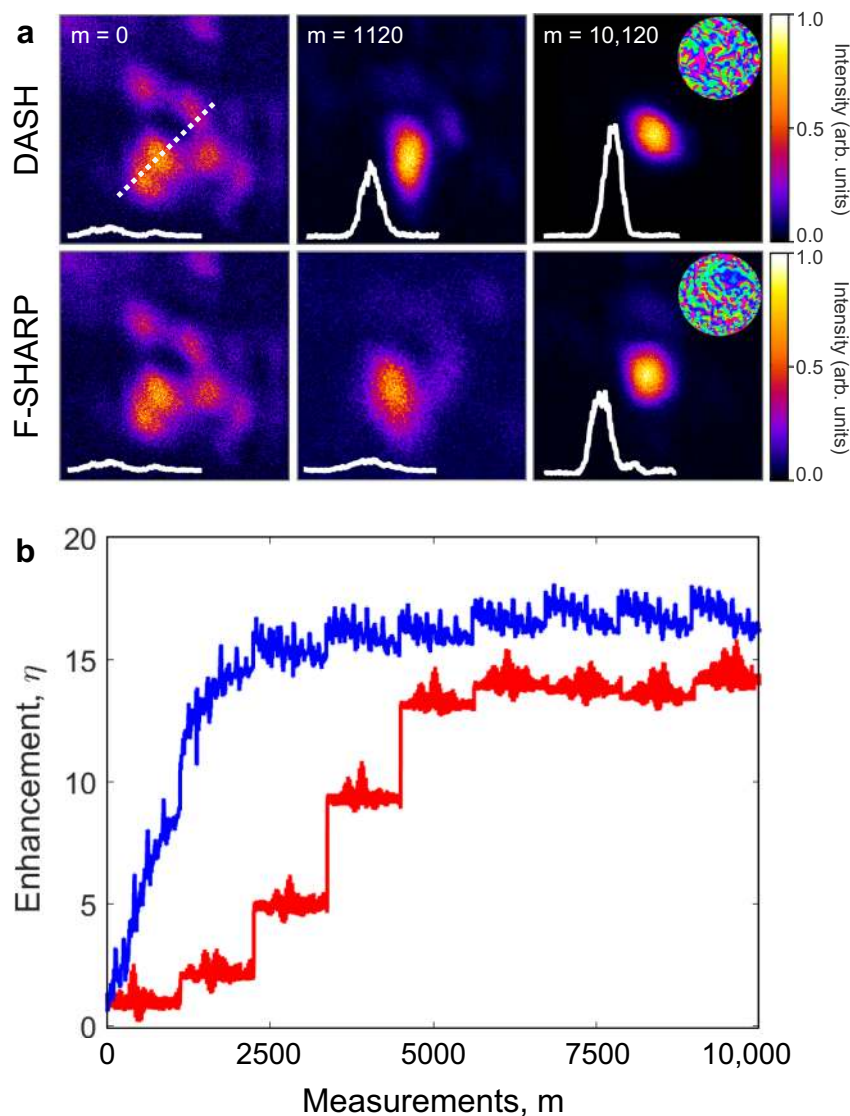 a
m = 0
m = 1120
m = 10,120
DASH
1.0
0.5
0.0
Intensity (arb. units)
F-SHARP
1.0
0.5
0.0
Intensity (arb. units)
b
20
15
10
5
0
Enhancement, η
0
2500
5000
7500
10,000
Measurements, m